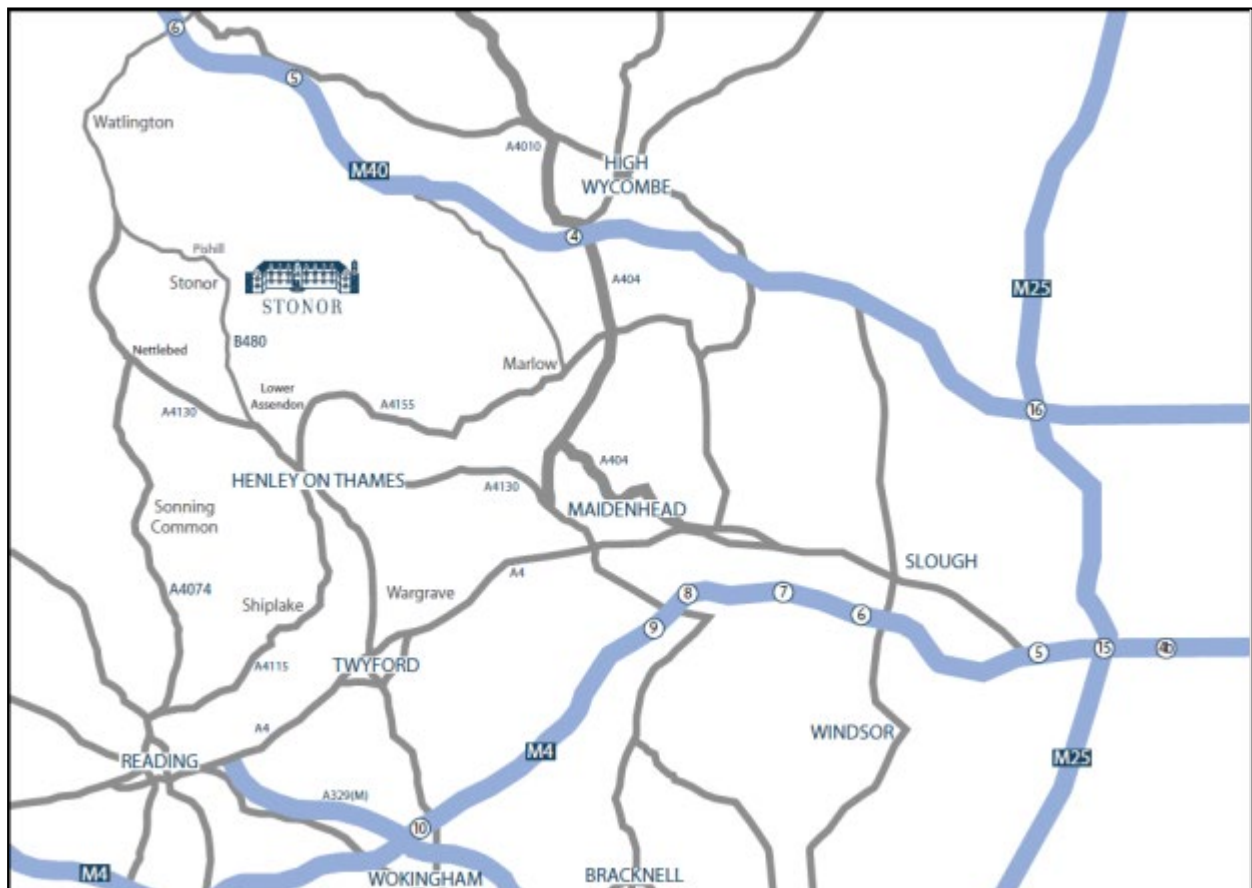 6
5
Watlington
A4010
HIGH
WYCOMBE
M40
4
Pishill
Stonor
STONOR
A404
M25
B480
Nettlebed
Marlow
Lower
Assendon
A4130
A4155
16
HENLEY ON THAMES
A4130
A404
MAIDENHEAD
Sonning
Common
SLOUGH
A4
A4074
Shiplake
Wargrave
8
7
6
9
A4115
TWYFORD
5
15
A4
READING
M4
WINDSOR
M25
A329(M)
10
M4
WOKINGHAM
BRACKNELL